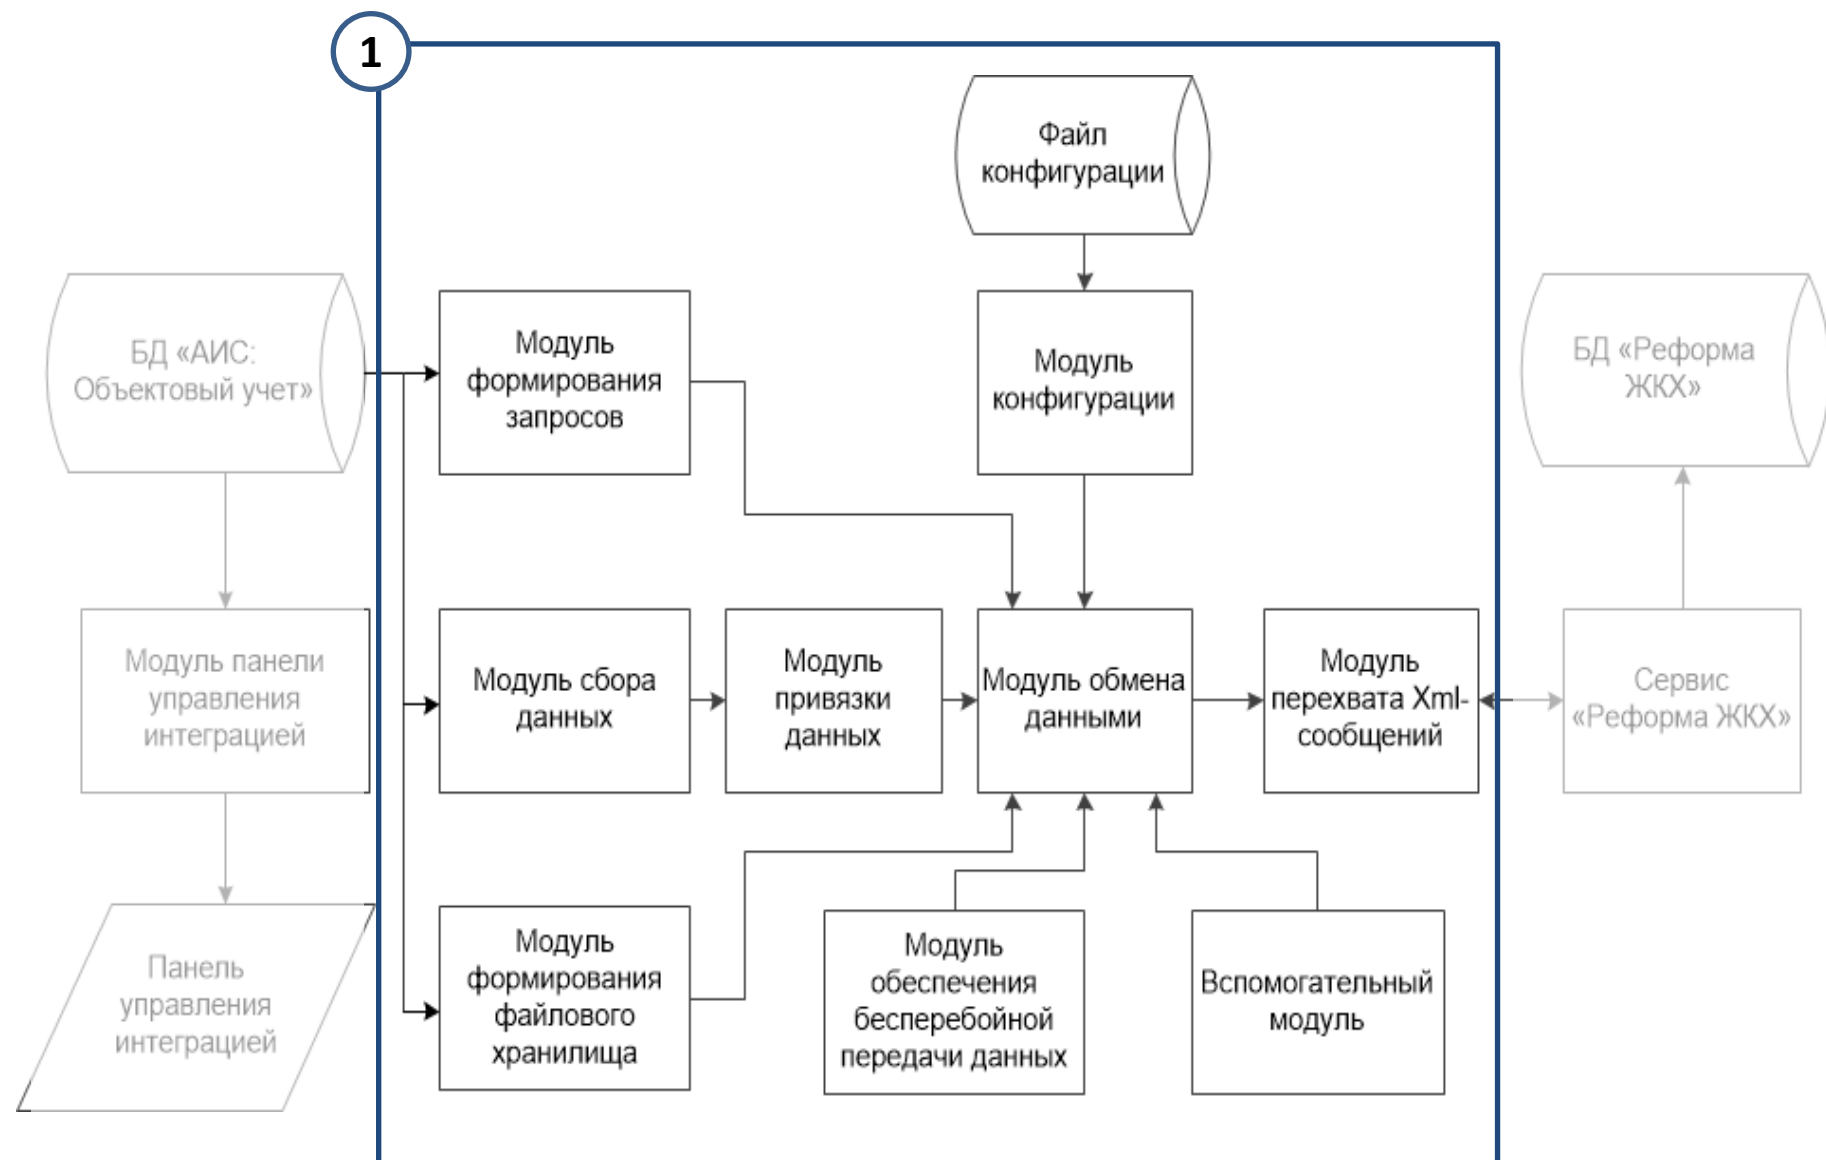 1
Файл
конфигурации
БД «АИС:
Объектовый учет»
Модуль
формирования
запросов
Модуль
конфигурации
БД «Реформа
ЖКХ»
Модуль панели
управления
интеграцией
Модуль сбора
данных
Модуль
привязки
данных
Модуль обмена
данными
Модуль
перехвата Xml-
сообщений
Сервис
«Реформа ЖКХ»
Панель
управления
интеграцией
Модуль
формирования
файлового
хранилища
Модуль
обеспечения
бесперебойной
передачи данных
Вспомогательный
модуль